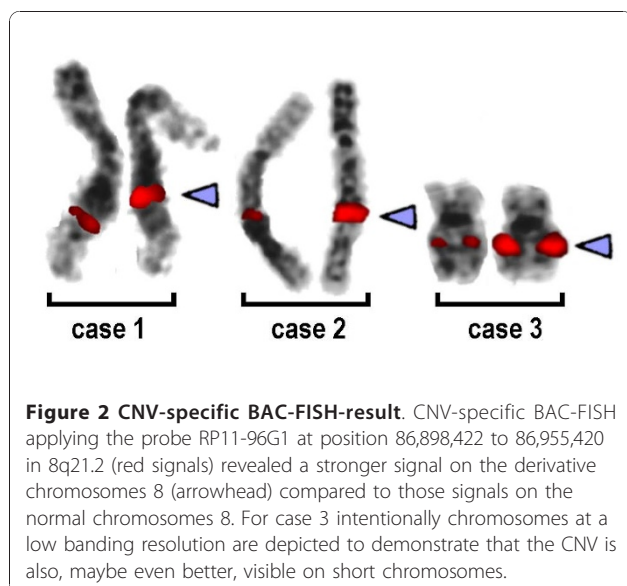 case 1 case 2 case 3
Figure 2 CNV-specific BAC-FISH-result. CNV-specific BAC-FISH
applying the probe RP11-96G1 at position 86,898,422 to 86,955,420
in 8q21.2 (red signals) revealed a stronger signal on the derivative
chromosomes 8 (arrowhead) compared to those signals on the
normal chromosomes 8. For case 3 intentionally chromosomes at a
low banding resolution are depicted to demonstrate that the CNV is
also, maybe even better, visible on short chromosomes.